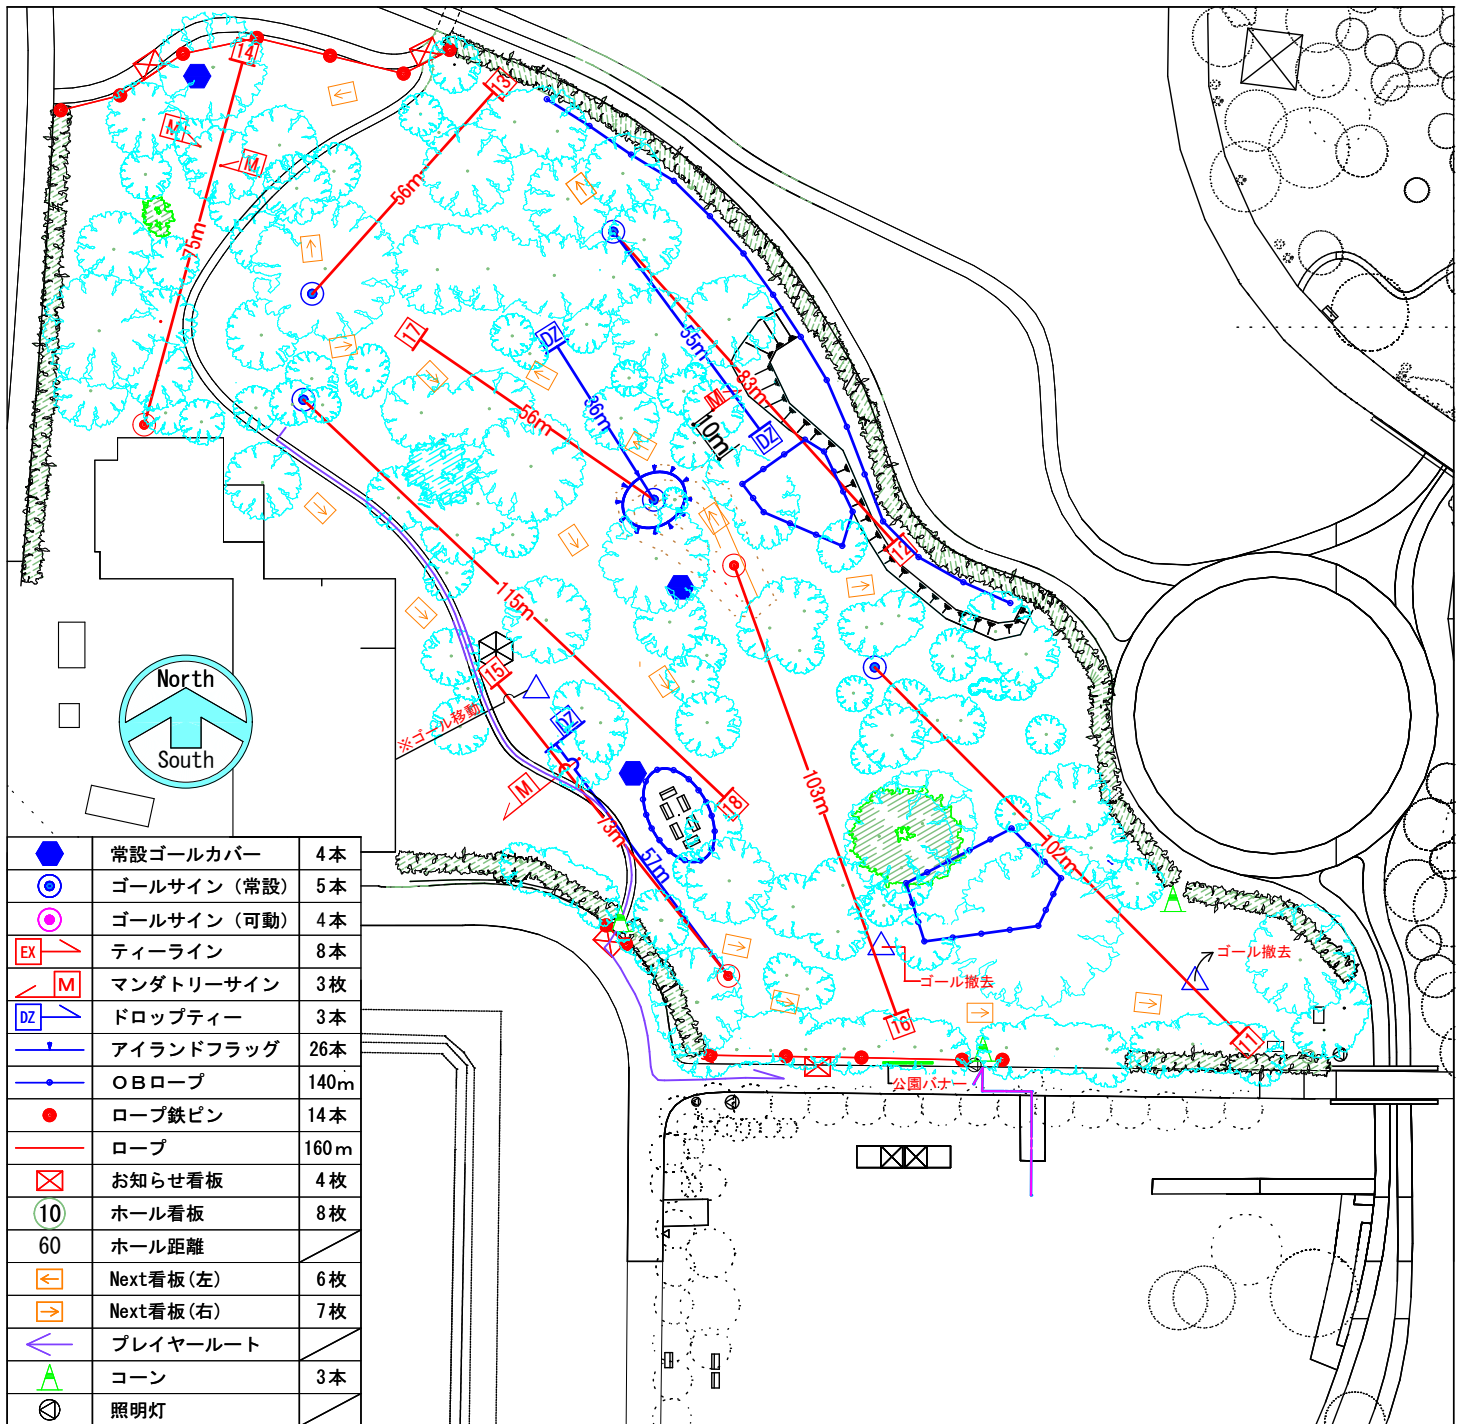 14
13
M
M
56m
75m
17
DZ
55m
83m
M
36m
56m
10m
DZ
12
115m
15
※ゴール移動
DZ
M
18
73m
57m
103m
102m
ゴール撤去
ゴール撤去
16
11
公園バナー
North
South
常設ゴールカバー 4本
ゴールサイン（常設） 5本
ゴールサイン（可動） 4本
EX ティーライン 8本
M マンダトリーサイン 3枚
DZ ドロップティー 3本
アイランドフラッグ 26本
OBロープ 140m
ロープ鉄ピン 14本
ロープ 160m
お知らせ看板 4枚
10 ホール看板 8枚
60 ホール距離
Next看板(左) 6枚
Next看板(右) 7枚
プレイヤールート
コーン 3本
照明灯